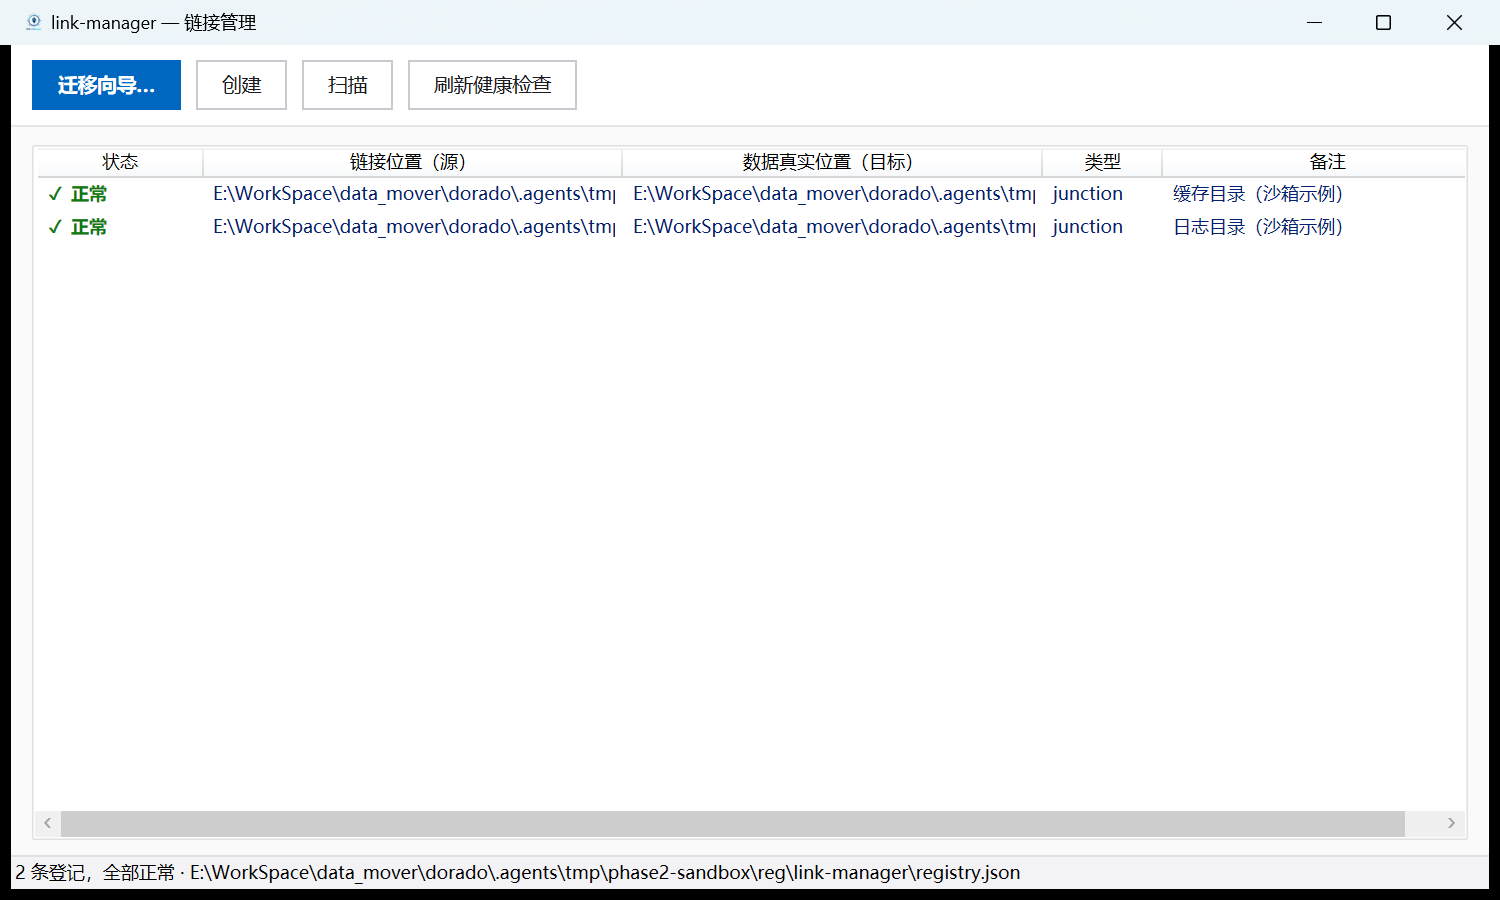 link-manager — 链接管理
迁移向导... 创建 扫描 刷新健康检查
状态 链接位置（源） 数据真实位置（目标） 类型 备注
✓ 正常 E:\WorkSpace\data_mover\dorado\.agents\tmp E:\WorkSpace\data_mover\dorado\.agents\tmp junction 缓存目录（沙箱示例）
✓ 正常 E:\WorkSpace\data_mover\dorado\.agents\tmp E:\WorkSpace\data_mover\dorado\.agents\tmp junction 日志目录（沙箱示例）
2 条登记，全部正常 · E:\WorkSpace\data_mover\dorado\.agents\tmp\phase2-sandbox\reg\link-manager\registry.json